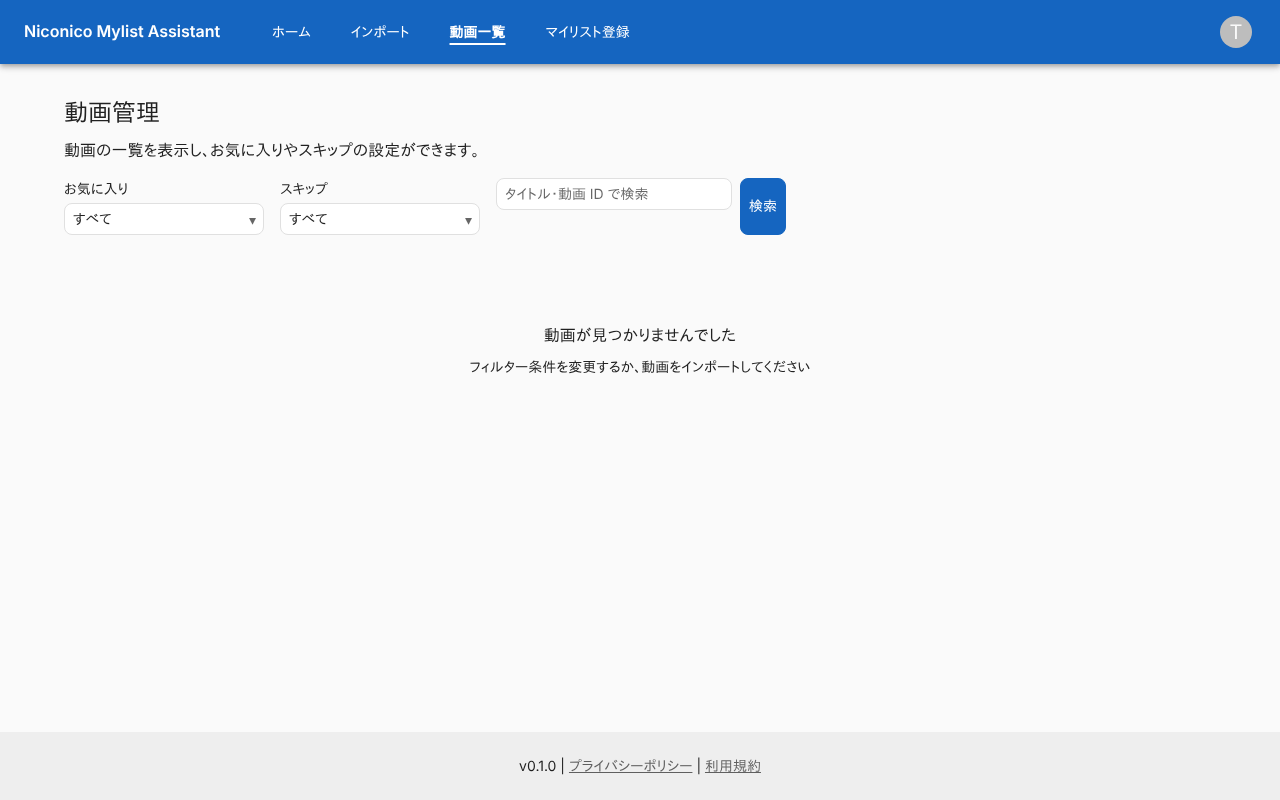 Niconico Mylist Assistant ホーム インポート 動画一覧 マイリスト登録 T
動画管理
動画の一覧を表示し、お気に入りやスキップの設定ができます。
お気に入り スキップ
すべて すべて タイトル・動画 ID で検索 検索
動画が見つかりませんでした
フィルター条件を変更するか、動画をインポートしてください
v0.1.0 | プライバシーポリシー | 利用規約